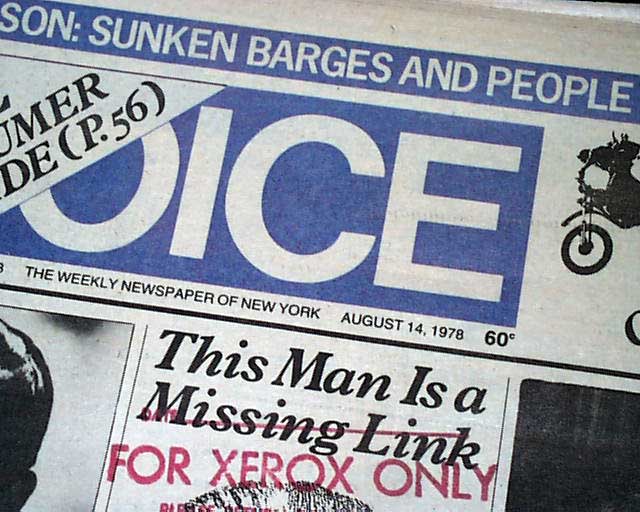 SON: SUNKEN BARGES AND PEOPLE
UMER
DE (P. 56)
OICE
THE WEEKLY NEWSPAPER OF NEW YORK AUGUST 14, 1978 60¢
This Man Is a
Missing Link
DATE
FOR XEROX ONLY